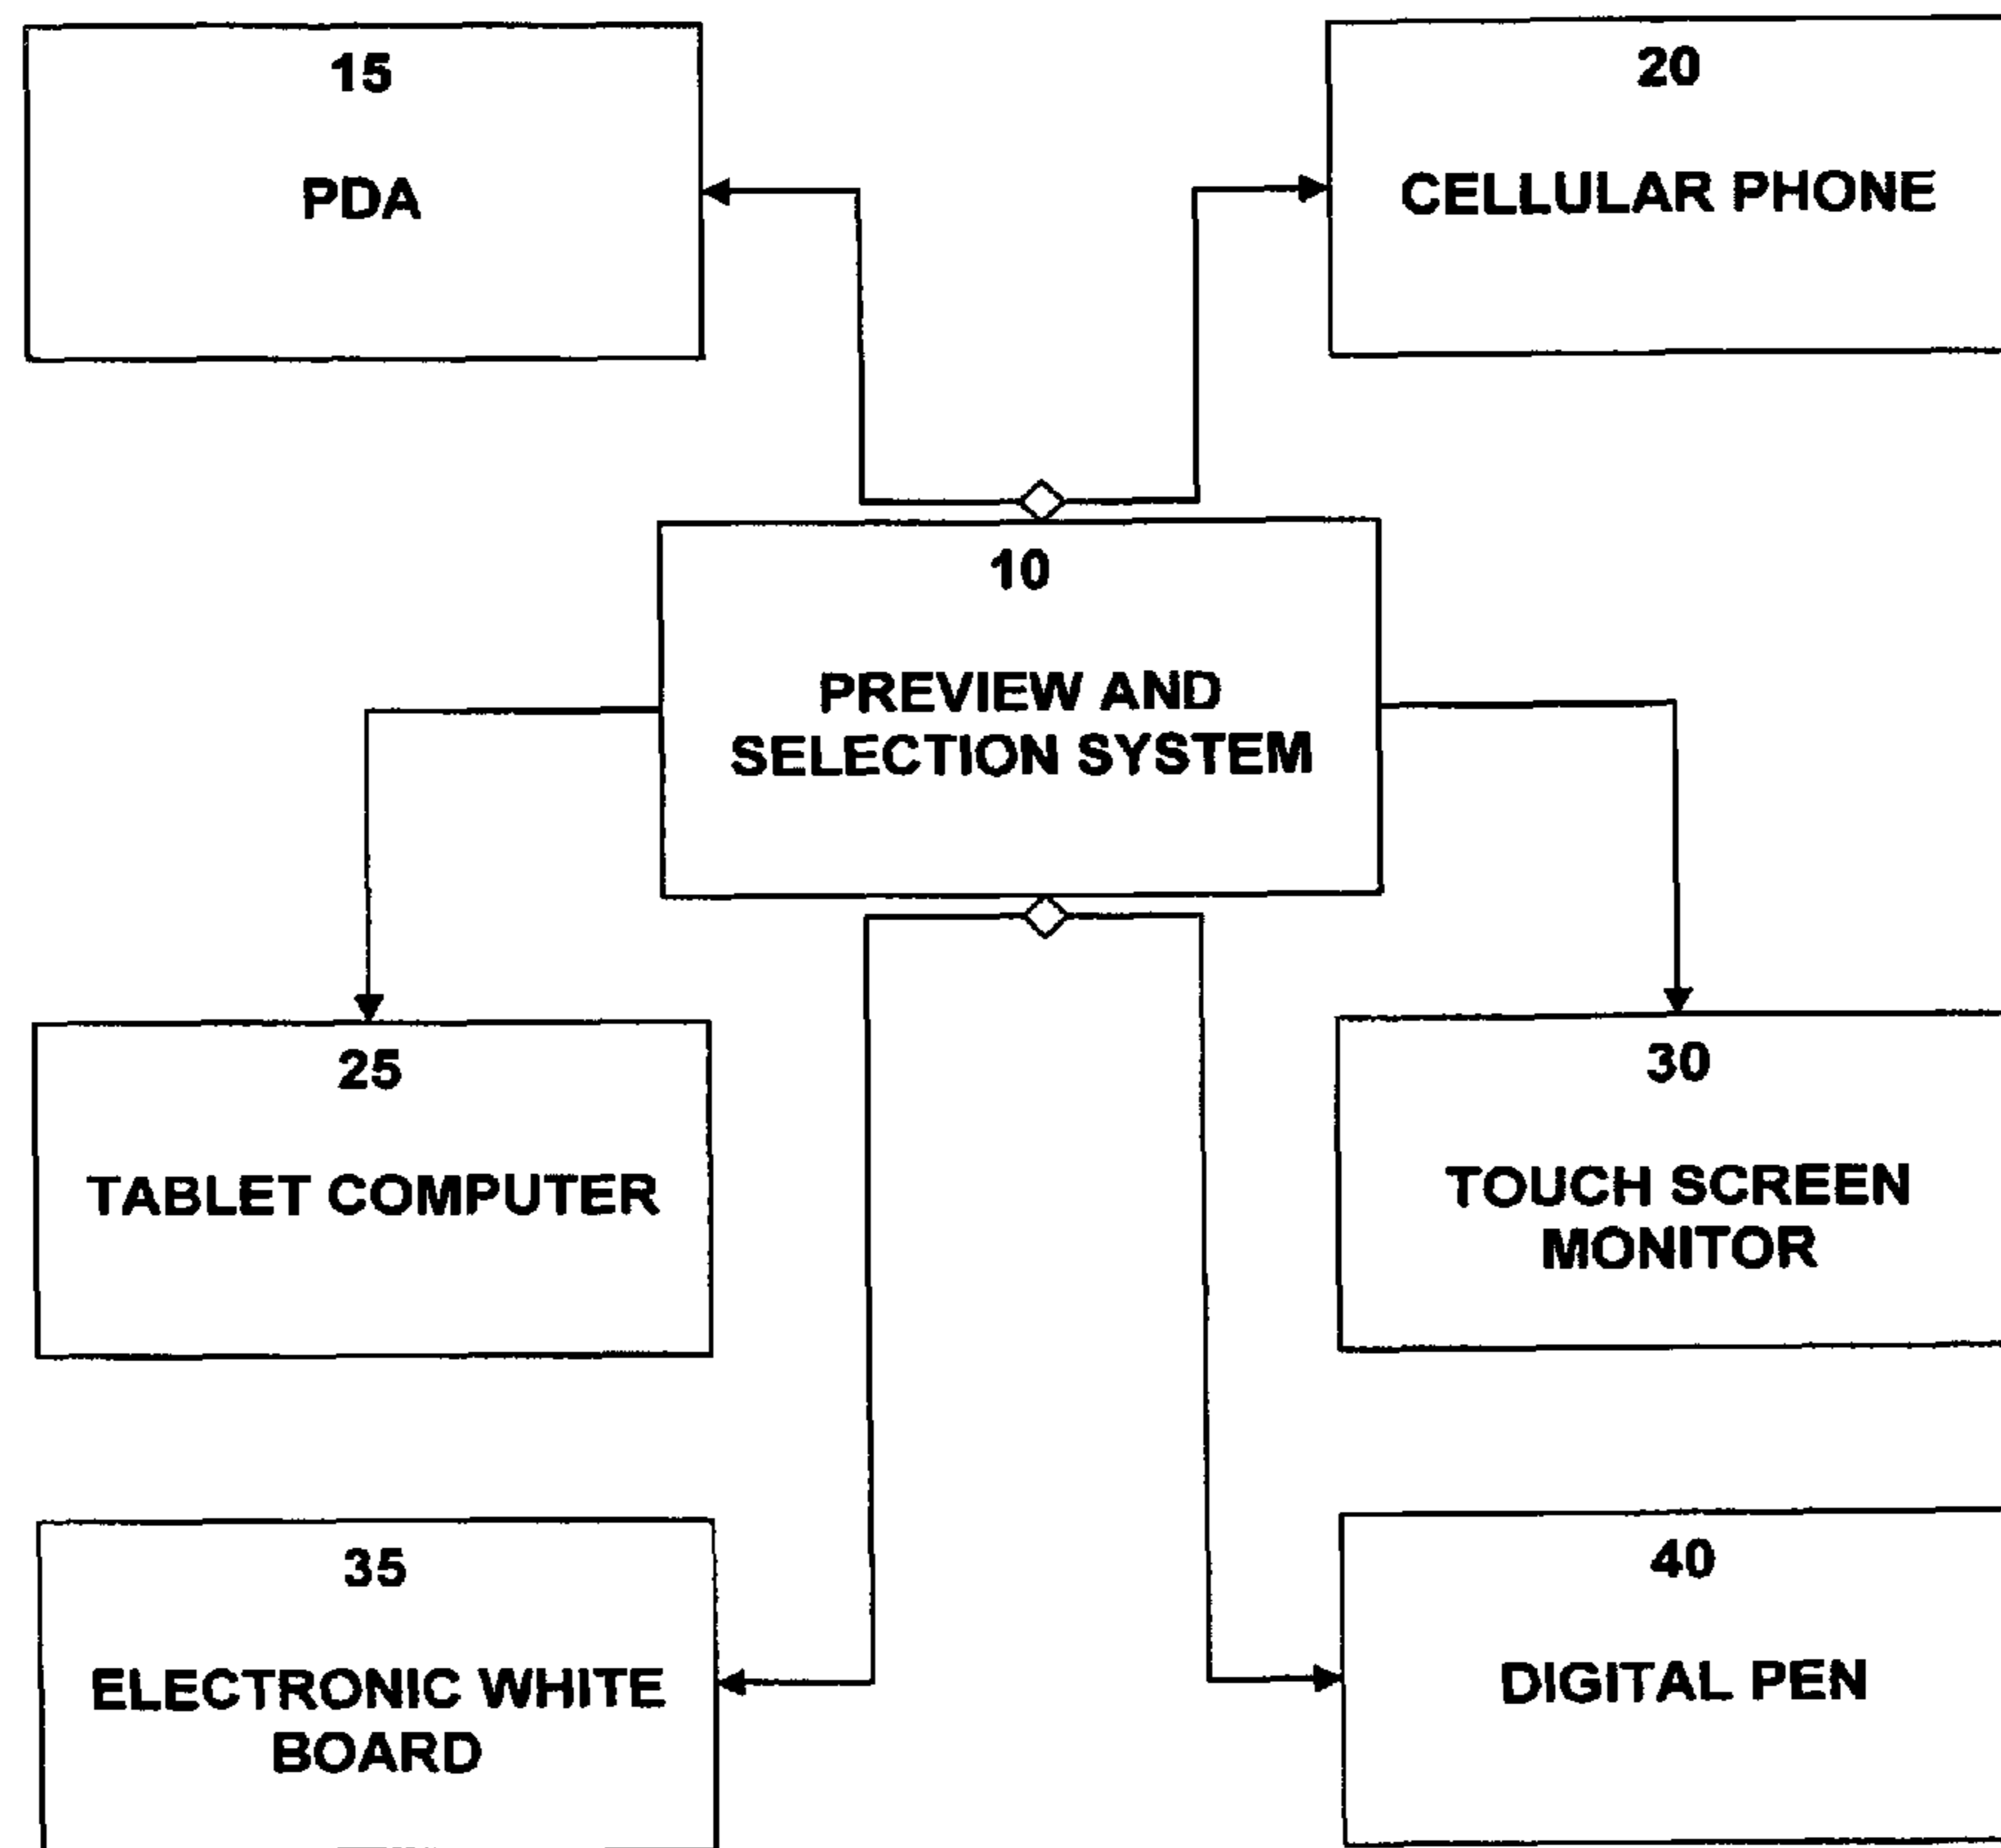 15
PDA
20
CELLULAR PHONE
10
PREVIEW AND
SELECTION SYSTEM
25
TABLET COMPUTER
30
TOUCH SCREEN
MONITOR
35
ELECTRONIC WHITE
BOARD
40
DIGITAL PEN